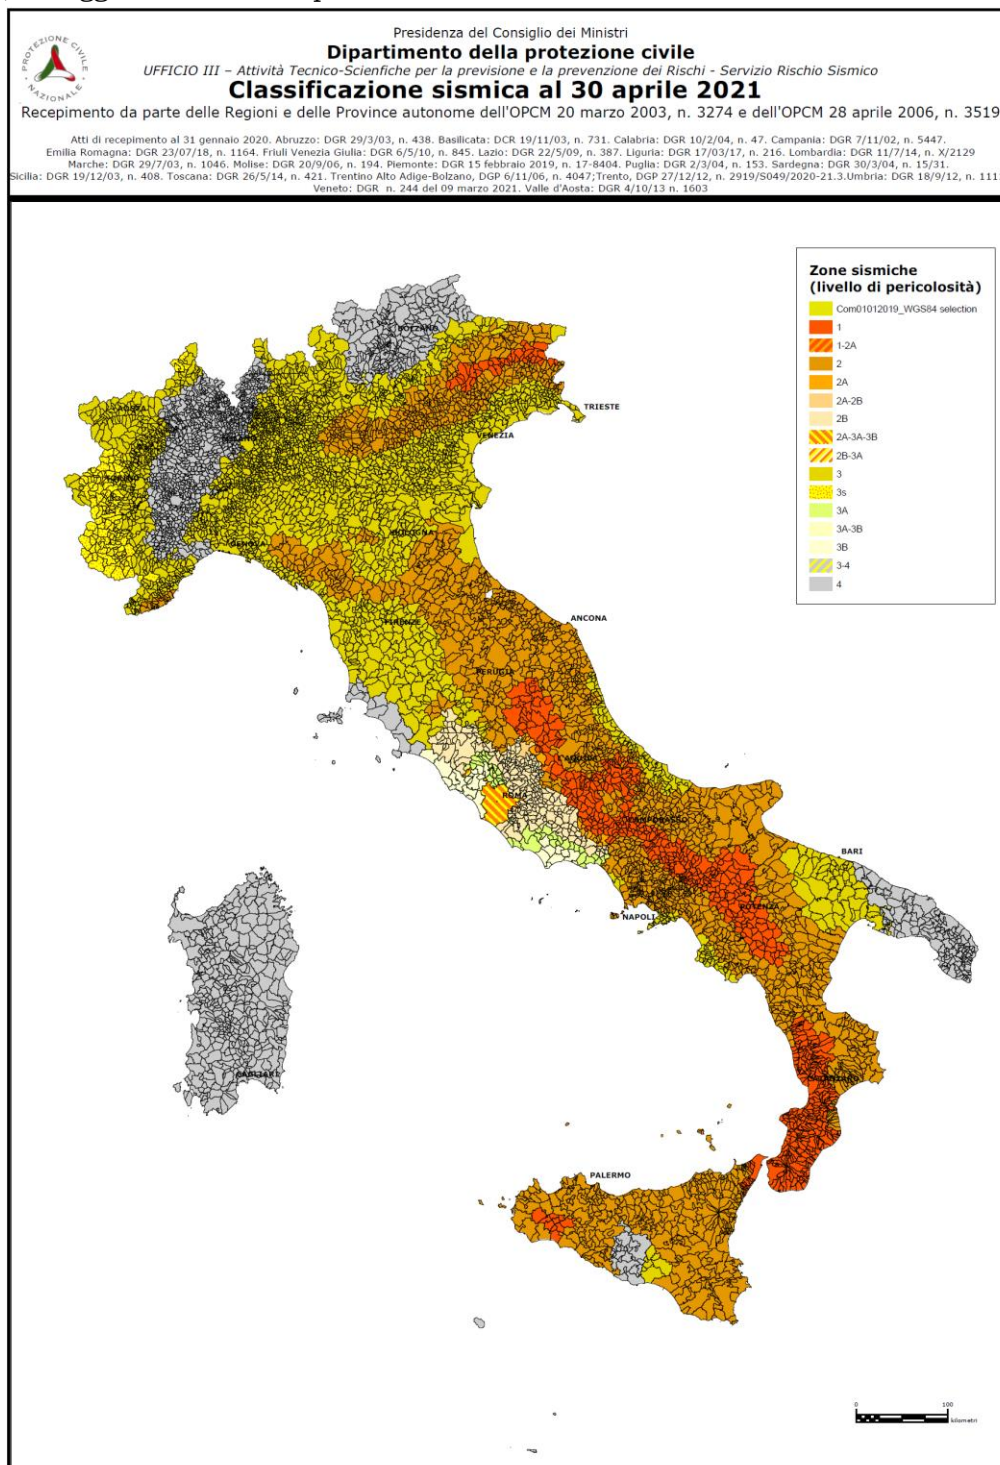 PROTEZIONE CIVILE
NAZIONALE
Presidenza del Consiglio dei Ministri
Dipartimento della protezione civile
UFFICIO III – Attività Tecnico-Scienfiche per la previsione e la prevenzione dei Rischi - Servizio Rischio Sismico
Classificazione sismica al 30 aprile 2021
Recepimento da parte delle Regioni e delle Province autonome dell'OPCM 20 marzo 2003, n. 3274 e dell'OPCM 28 aprile 2006, n. 3519
Atti di recepimento al 31 gennaio 2020. Abruzzo: DGR 29/3/03, n. 438. Basilicata: DCR 19/11/03, n. 731. Calabria: DGR 10/2/04, n. 47. Campania: DGR 7/11/02, n. 5447.
Emilia Romagna: DGR 23/07/18, n. 1164. Friuli Venezia Giulia: DGR 6/5/10, n. 845. Lazio: DGR 22/5/09, n. 387. Liguria: DGR 17/03/17, n. 216. Lombardia: DGR 11/7/14, n. X/2129
Marche: DGR 29/7/03, n. 1046. Molise: DGR 20/9/06, n. 194. Piemonte: DGR 15 febbraio 2019, n. 17-8404. Puglia: DGR 2/3/04, n. 153. Sardegna: DGR 30/3/04, n. 15/31.
Sicilia: DGR 19/12/03, n. 408. Toscana: DGR 26/5/14, n. 421. Trentino Alto Adige-Bolzano, DGP 6/11/06, n. 4047;Trento, DGP 27/12/12, n. 2919/S049/2020-21.3.Umbria: DGR 18/9/12, n. 111
Veneto: DGR n. 244 del 09 marzo 2021. Valle d'Aosta: DGR 4/10/13 n. 1603
Zone sismiche
(livello di pericolosità)
Com01012019_WGS84 selection
1
1-2A
2
2A
2A-2B
2B
2A-3A-3B
2B-3A
3
3s
3A
3A-3B
3B
3-4
4
BOLZANO
AOSTA
TRIESTE
MILANO
VENEZIA
TORINO
BOLOGNA
GENOVA
FIRENZE
ANCONA
PERUGIA
L'AQUILA
ROMA
CAMPOBASSO
BARI
POTENZA
NAPOLI
CAGLIARI
CATANZARO
PALERMO
0 100
kilometri